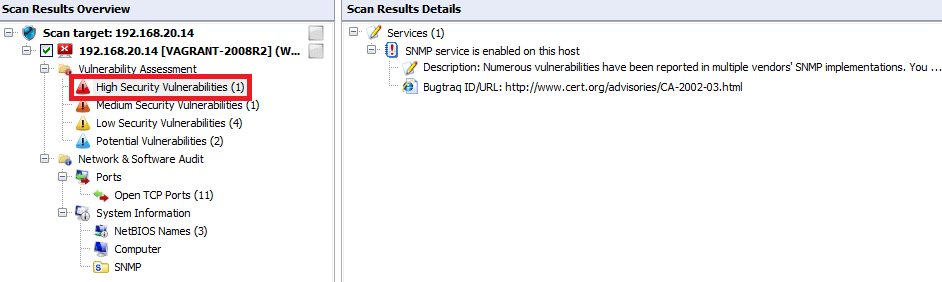 Scan Results Overview
Scan target: 192.168.20.14
192.168.20.14 [VAGRANT-2008R2] (W...
Vulnerability Assessment
High Security Vulnerabilities (1)
Medium Security Vulnerabilities (1)
Low Security Vulnerabilities (4)
Potential Vulnerabilities (2)
Network & Software Audit
Ports
Open TCP Ports (11)
System Information
NetBIOS Names (3)
Computer
SNMP
Scan Results Details
Services (1)
SNMP service is enabled on this host
Description: Numerous vulnerabilities have been reported in multiple vendors' SNMP implementations. You ...
Bugtraq ID/URL: http://www.cert.org/advisories/CA-2002-03.html